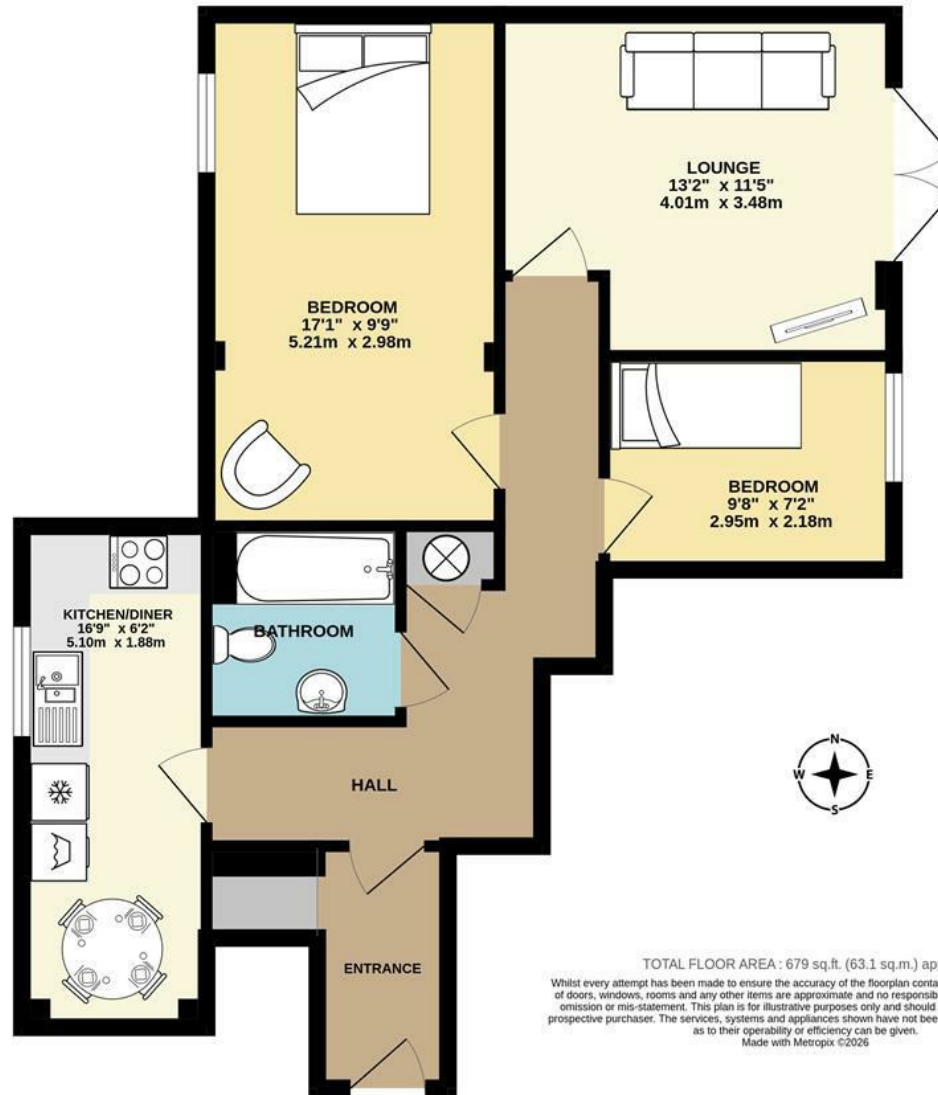 LOUNGE
13'2" x 11'5"
4.01m x 3.48m
BEDROOM
17'1" x 9'9"
5.21m x 2.98m
BEDROOM
9'8" x 7'2"
2.95m x 2.18m
KITCHEN/DINER
16'9" x 6'2"
5.10m x 1.88m
BATHROOM
HALL
ENTRANCE
N
W E
S
TOTAL FLOOR AREA : 679 sq.ft. (63.1 sq.m.) ap
Whilst every attempt has been made to ensure the accuracy of the floorplan conta
of doors, windows, rooms and any other items are approximate and no responsib
omission or mis-statement. This plan is for illustrative purposes only and should
prospective purchaser. The services, systems and appliances shown have not bee
as to their operability or efficiency can be given.
Made with Metropix ©2026